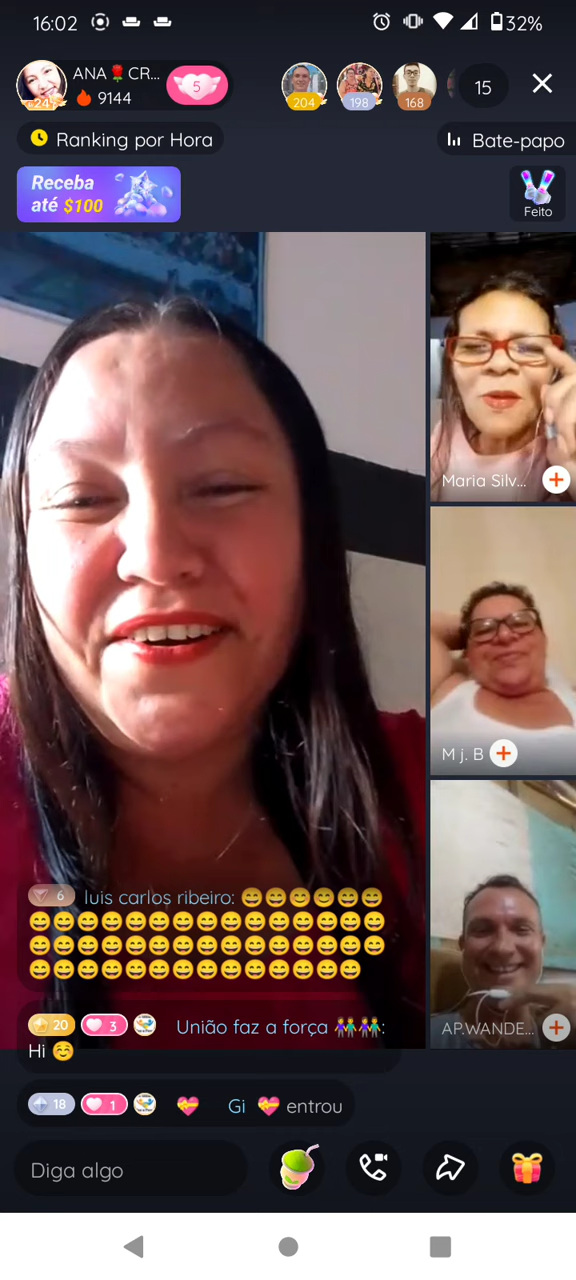 16:02
32%
ANA🌹CR...
5
24
🔥 9144
204
198
168
15
Ranking por Hora
Bate-papo
Receba
até $100
Feito
Maria Silv...
M j. B
AP.WANDE...
6 luis carlos ribeiro: 😄😄😄😄😄😄
😄😄😄😄😄😄😄😄😄😄😄😄😄😄😄
😄😄😄😄😄😄😄😄😄😄😄😄😄😄😄
😄😄😄😄😄😄😄😄😄😄😄😄😄😄
20 3 União faz a força 👫👫:
Hi ☺️
18 1 💝 Gi 💝 entrou
Diga algo